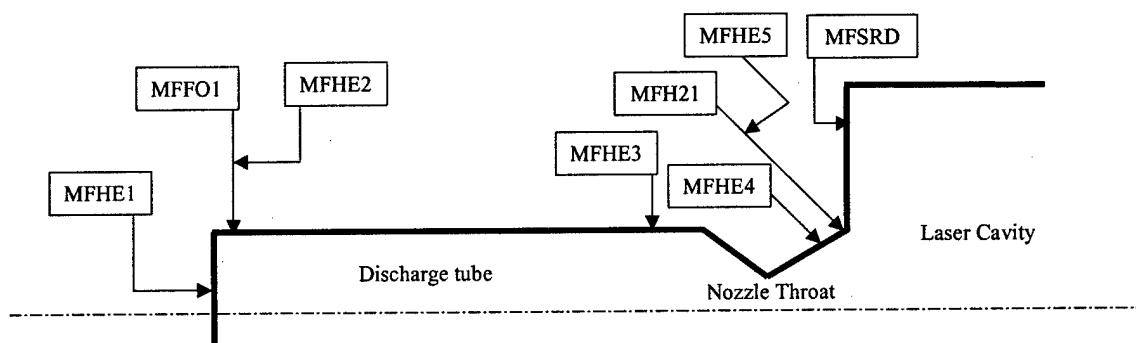 MFHE5
MFSRD
MFFO1
MFHE2
MFH21
MFHE3
MFHE1
MFHE4
Laser Cavity
Discharge tube
Nozzle Throat